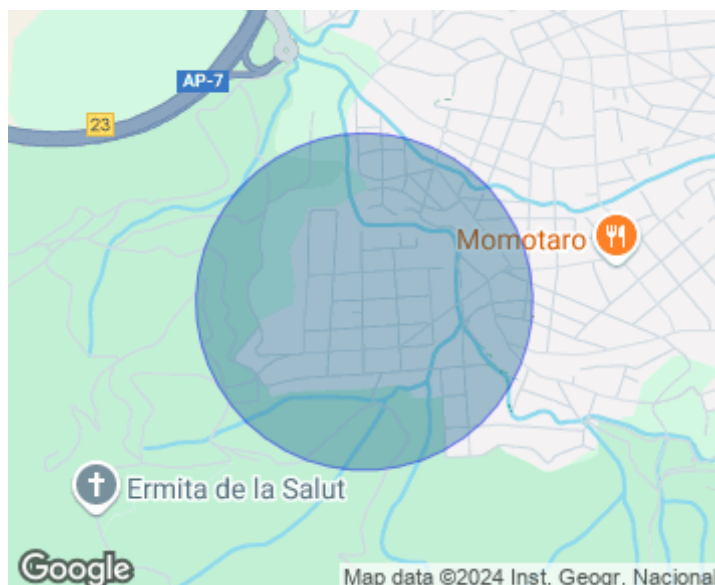 AP-7
23
Momotaro
Ermita de la Salut
Google
Map data ©2024 Inst. Geogr. Nacional